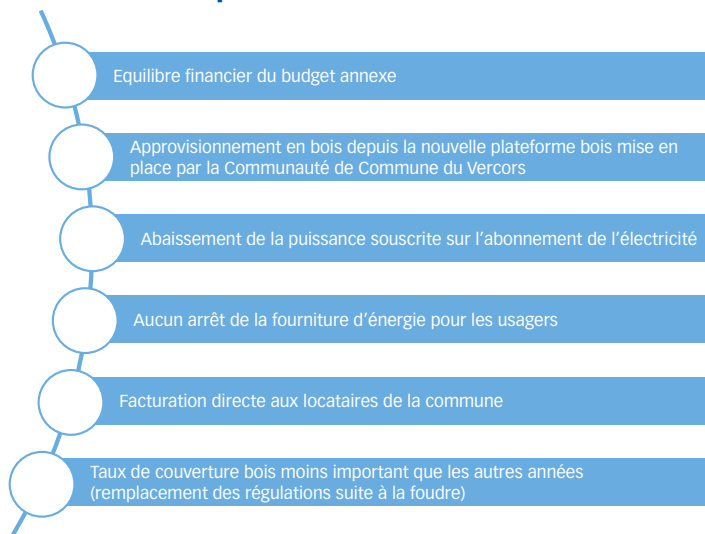 Equilibre financier du budget annexe
Approvisionnement en bois depuis la nouvelle plateforme bois mise en
place par la Communauté de Commune du Vercors
Abaissement de la puissance souscrite sur l'abonnement de l'électricité
Aucun arrêt de la fourniture d'énergie pour les usagers
Facturation directe aux locataires de la commune
Taux de couverture bois moins important que les autres années
(remplacement des régulations suite à la foudre)